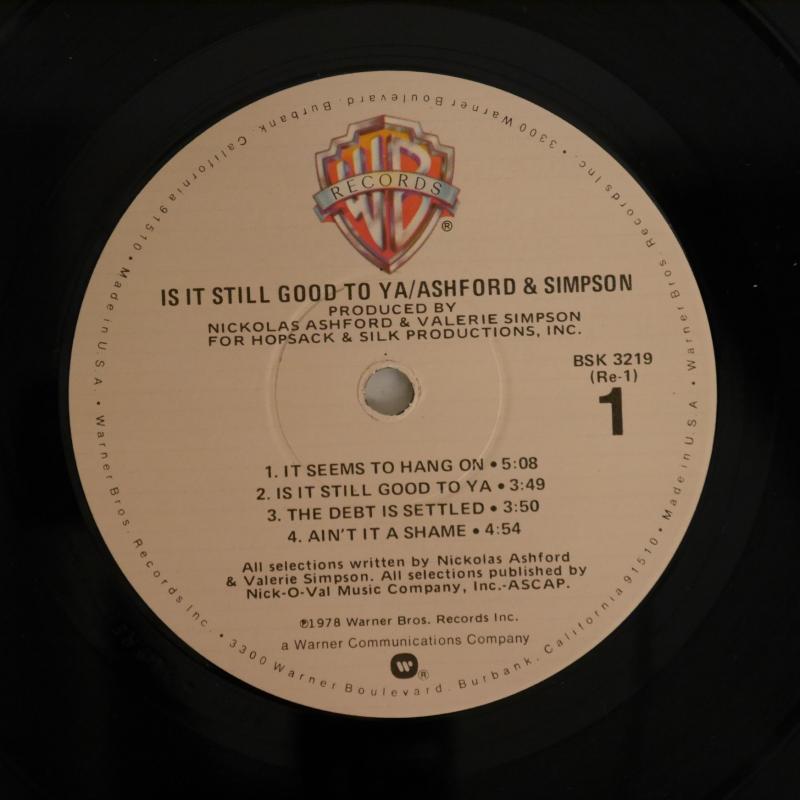 WB
RECORDS
®
IS IT STILL GOOD TO YA/ASHFORD & SIMPSON
PRODUCED BY
NICKOLAS ASHFORD & VALERIE SIMPSON
FOR HOPSACK & SILK PRODUCTIONS, INC.
BSK 3219
(Re-1)
1
1. IT SEEMS TO HANG ON • 5:08
2. IS IT STILL GOOD TO YA • 3:49
3. THE DEBT IS SETTLED • 3:50
4. AIN'T IT A SHAME • 4:54
All selections written by Nickolas Ashford
& Valerie Simpson. All selections published by
Nick-O-Val Music Company, Inc.-ASCAP.
℗1978 Warner Bros. Records Inc.
a Warner Communications Company
W®
Warner Bros. Records Inc. • 3300 Warner Boulevard. Burbank. California 91510 • Made in U.S.A. • Warner Bros. Records Inc. • 3300 Warner Boulevard. Burbank. California 91510 • Made in U.S.A. •